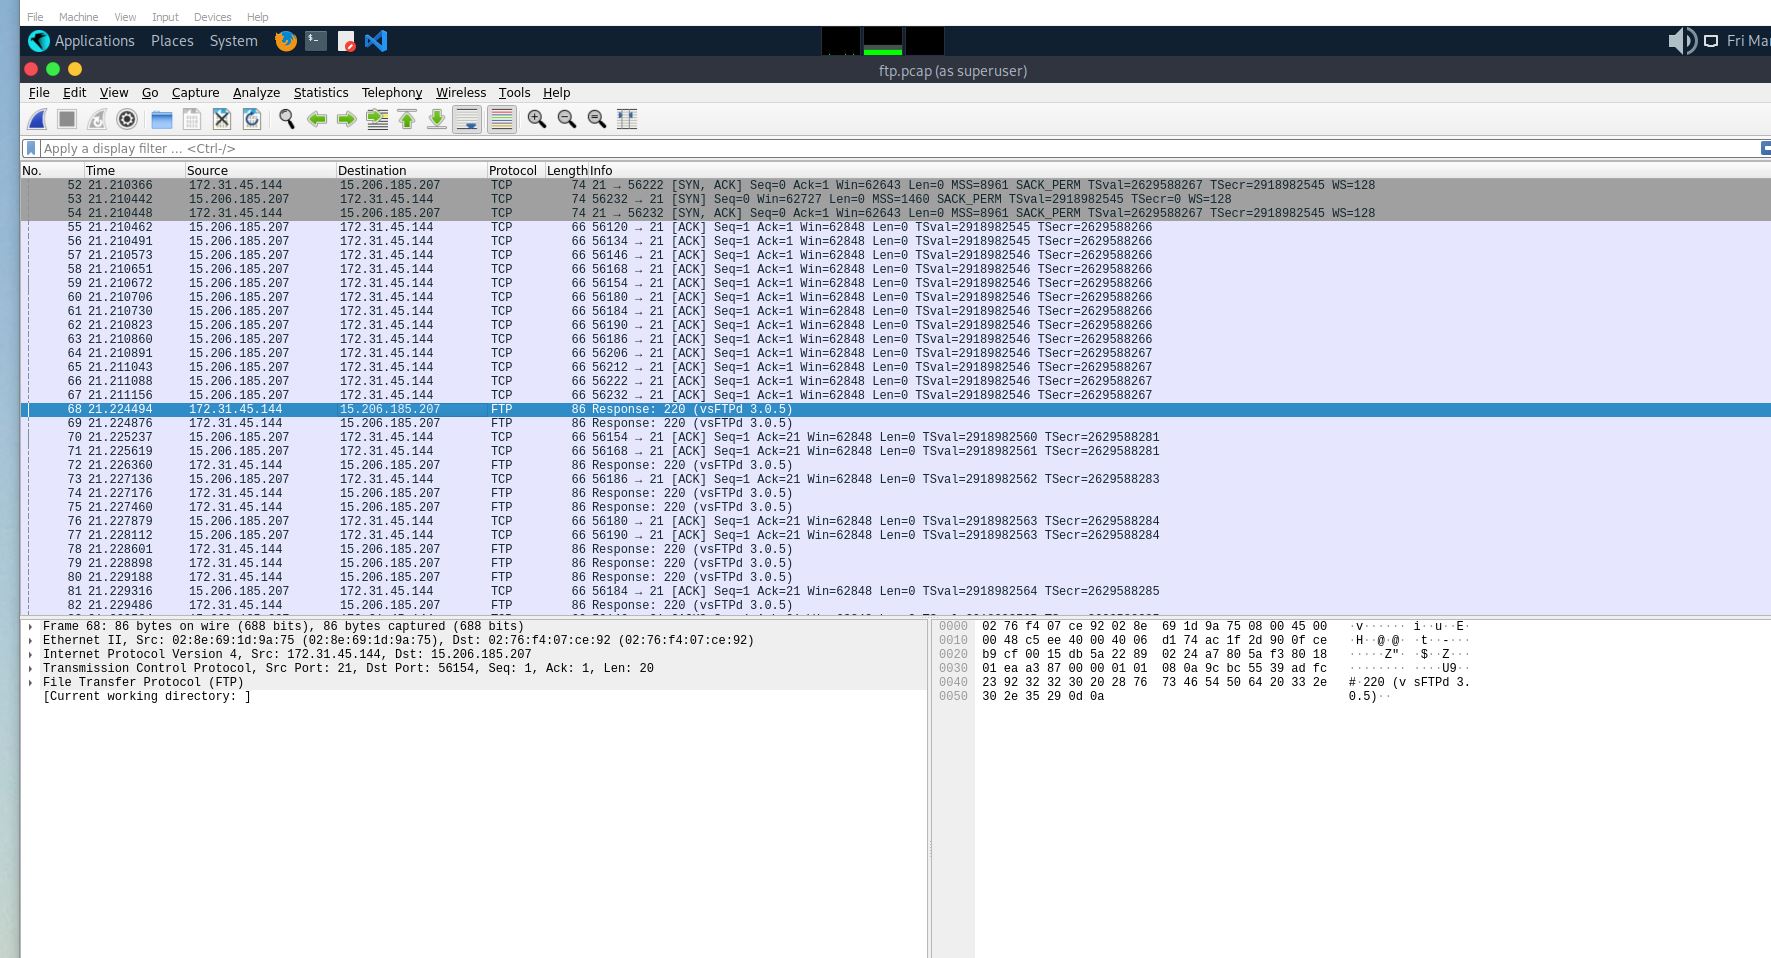 File Machine View Input Devices Help
Applications Places System Fri Mar
ftp.pcap (as superuser)
File Edit View Go Capture Analyze Statistics Telephony Wireless Tools Help
Apply a display filter ... <Ctrl-/>
No. Time Source Destination Protocol Length Info
52 21.210366 172.31.45.144 15.206.185.207 TCP 74 21 → 56222 [SYN, ACK] Seq=0 Ack=1 Win=62643 Len=0 MSS=8961 SACK_PERM TSval=2629588267 TSecr=2918982545 WS=128
53 21.210442 15.206.185.207 172.31.45.144 TCP 74 56232 → 21 [SYN] Seq=0 Win=62727 Len=0 MSS=1460 SACK_PERM TSval=2918982545 TSecr=0 WS=128
54 21.210448 172.31.45.144 15.206.185.207 TCP 74 21 → 56232 [SYN, ACK] Seq=0 Ack=1 Win=62643 Len=0 MSS=8961 SACK_PERM TSval=2629588267 TSecr=2918982545 WS=128
55 21.210462 15.206.185.207 172.31.45.144 TCP 66 56120 → 21 [ACK] Seq=1 Ack=1 Win=62848 Len=0 TSval=2918982545 TSecr=2629588266
56 21.210491 15.206.185.207 172.31.45.144 TCP 66 56134 → 21 [ACK] Seq=1 Ack=1 Win=62848 Len=0 TSval=2918982545 TSecr=2629588266
57 21.210573 15.206.185.207 172.31.45.144 TCP 66 56146 → 21 [ACK] Seq=1 Ack=1 Win=62848 Len=0 TSval=2918982546 TSecr=2629588266
58 21.210651 15.206.185.207 172.31.45.144 TCP 66 56168 → 21 [ACK] Seq=1 Ack=1 Win=62848 Len=0 TSval=2918982546 TSecr=2629588266
59 21.210672 15.206.185.207 172.31.45.144 TCP 66 56154 → 21 [ACK] Seq=1 Ack=1 Win=62848 Len=0 TSval=2918982546 TSecr=2629588266
60 21.210706 15.206.185.207 172.31.45.144 TCP 66 56180 → 21 [ACK] Seq=1 Ack=1 Win=62848 Len=0 TSval=2918982546 TSecr=2629588266
61 21.210730 15.206.185.207 172.31.45.144 TCP 66 56184 → 21 [ACK] Seq=1 Ack=1 Win=62848 Len=0 TSval=2918982546 TSecr=2629588266
62 21.210823 15.206.185.207 172.31.45.144 TCP 66 56190 → 21 [ACK] Seq=1 Ack=1 Win=62848 Len=0 TSval=2918982546 TSecr=2629588266
63 21.210860 15.206.185.207 172.31.45.144 TCP 66 56186 → 21 [ACK] Seq=1 Ack=1 Win=62848 Len=0 TSval=2918982546 TSecr=2629588266
64 21.210891 15.206.185.207 172.31.45.144 TCP 66 56206 → 21 [ACK] Seq=1 Ack=1 Win=62848 Len=0 TSval=2918982546 TSecr=2629588267
65 21.211043 15.206.185.207 172.31.45.144 TCP 66 56212 → 21 [ACK] Seq=1 Ack=1 Win=62848 Len=0 TSval=2918982546 TSecr=2629588267
66 21.211088 15.206.185.207 172.31.45.144 TCP 66 56222 → 21 [ACK] Seq=1 Ack=1 Win=62848 Len=0 TSval=2918982546 TSecr=2629588267
67 21.211156 15.206.185.207 172.31.45.144 TCP 66 56232 → 21 [ACK] Seq=1 Ack=1 Win=62848 Len=0 TSval=2918982546 TSecr=2629588267
68 21.224494 172.31.45.144 15.206.185.207 FTP 86 Response: 220 (vsFTPd 3.0.5)
69 21.224876 172.31.45.144 15.206.185.207 FTP 86 Response: 220 (vsFTPd 3.0.5)
70 21.225237 15.206.185.207 172.31.45.144 TCP 66 56154 → 21 [ACK] Seq=1 Ack=21 Win=62848 Len=0 TSval=2918982560 TSecr=2629588281
71 21.225619 15.206.185.207 172.31.45.144 TCP 66 56168 → 21 [ACK] Seq=1 Ack=21 Win=62848 Len=0 TSval=2918982561 TSecr=2629588281
72 21.226360 172.31.45.144 15.206.185.207 FTP 86 Response: 220 (vsFTPd 3.0.5)
73 21.227136 15.206.185.207 172.31.45.144 TCP 66 56186 → 21 [ACK] Seq=1 Ack=21 Win=62848 Len=0 TSval=2918982562 TSecr=2629588283
74 21.227176 172.31.45.144 15.206.185.207 FTP 86 Response: 220 (vsFTPd 3.0.5)
75 21.227460 172.31.45.144 15.206.185.207 FTP 86 Response: 220 (vsFTPd 3.0.5)
76 21.227879 15.206.185.207 172.31.45.144 TCP 66 56180 → 21 [ACK] Seq=1 Ack=21 Win=62848 Len=0 TSval=2918982563 TSecr=2629588284
77 21.228112 15.206.185.207 172.31.45.144 TCP 66 56190 → 21 [ACK] Seq=1 Ack=21 Win=62848 Len=0 TSval=2918982563 TSecr=2629588284
78 21.228601 172.31.45.144 15.206.185.207 FTP 86 Response: 220 (vsFTPd 3.0.5)
79 21.228898 172.31.45.144 15.206.185.207 FTP 86 Response: 220 (vsFTPd 3.0.5)
80 21.229188 172.31.45.144 15.206.185.207 FTP 86 Response: 220 (vsFTPd 3.0.5)
81 21.229316 15.206.185.207 172.31.45.144 TCP 66 56184 → 21 [ACK] Seq=1 Ack=21 Win=62848 Len=0 TSval=2918982564 TSecr=2629588285
82 21.229486 172.31.45.144 15.206.185.207 FTP 86 Response: 220 (vsFTPd 3.0.5)
Frame 68: 86 bytes on wire (688 bits), 86 bytes captured (688 bits)
Ethernet II, Src: 02:8e:69:1d:9a:75 (02:8e:69:1d:9a:75), Dst: 02:76:f4:07:ce:92 (02:76:f4:07:ce:92)
Internet Protocol Version 4, Src: 172.31.45.144, Dst: 15.206.185.207
Transmission Control Protocol, Src Port: 21, Dst Port: 56154, Seq: 1, Ack: 1, Len: 20
File Transfer Protocol (FTP)
[Current working directory: ]
0000 02 76 f4 07 ce 92 02 8e 69 1d 9a 75 08 00 45 00 ·v······ i··u··E·
0010 00 48 c5 ee 40 00 40 06 d1 74 ac 1f 2d 90 0f ce ·H··@·@· ·t··-···
0020 b9 cf 00 15 db 5a 22 89 02 24 a7 80 5a f3 80 18 ·····Z"· ·$··Z···
0030 01 ea a3 87 00 00 01 01 08 0a 9c bc 55 39 ad fc ········ ····U9··
0040 23 92 32 32 30 20 28 76 73 46 54 50 64 20 33 2e #·220 (v sFTPd 3.
0050 30 2e 35 29 0d 0a 0.5)··